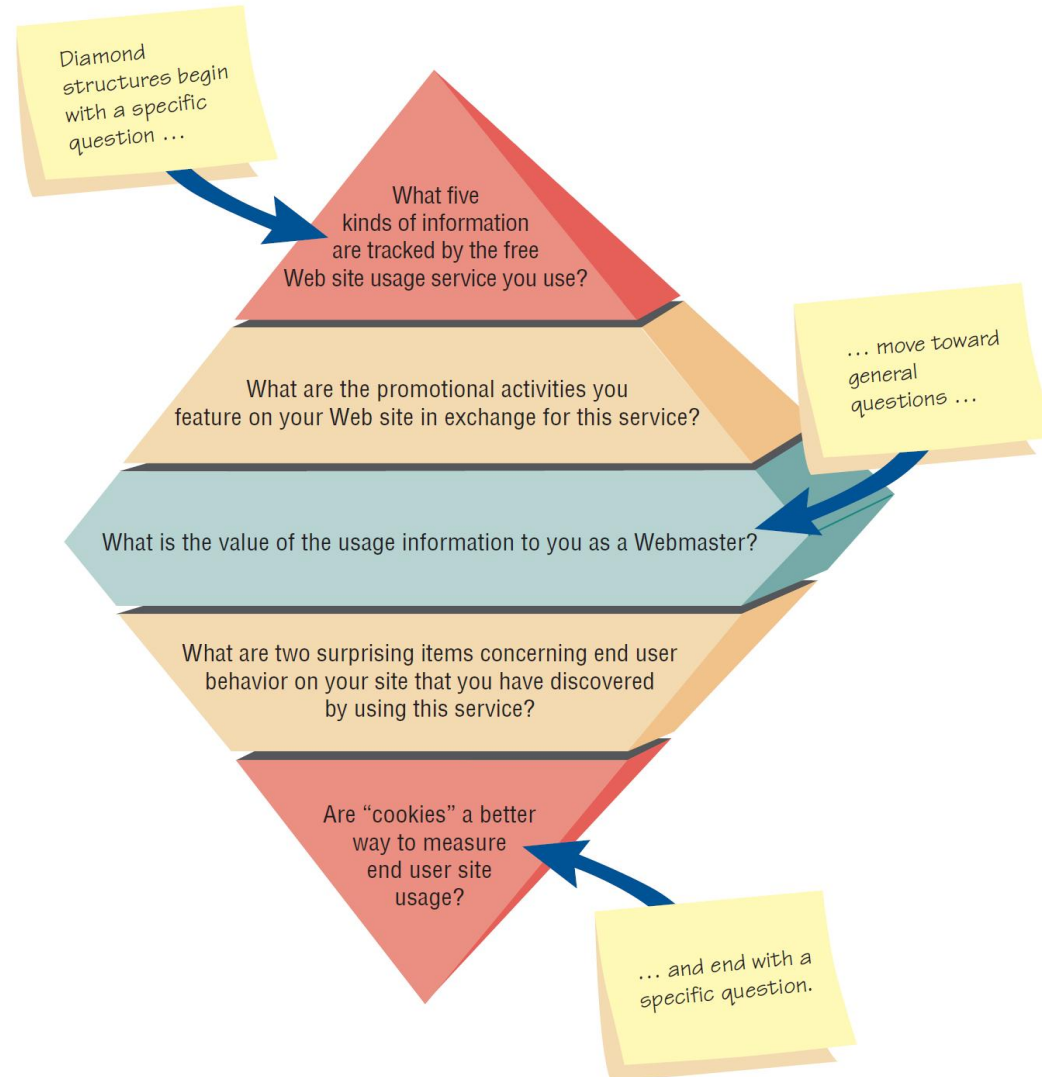 Diamond
structures begin
with a specific
question …
What five
kinds of information
are tracked by the free
Web site usage service you use?
What are the promotional activities you
feature on your Web site in exchange for this service?
… move toward
general
questions …
What is the value of the usage information to you as a Webmaster?
What are two surprising items concerning end user
behavior on your site that you have discovered
by using this service?
Are “cookies” a better
way to measure
end user site
usage?
… and end with a
specific question.